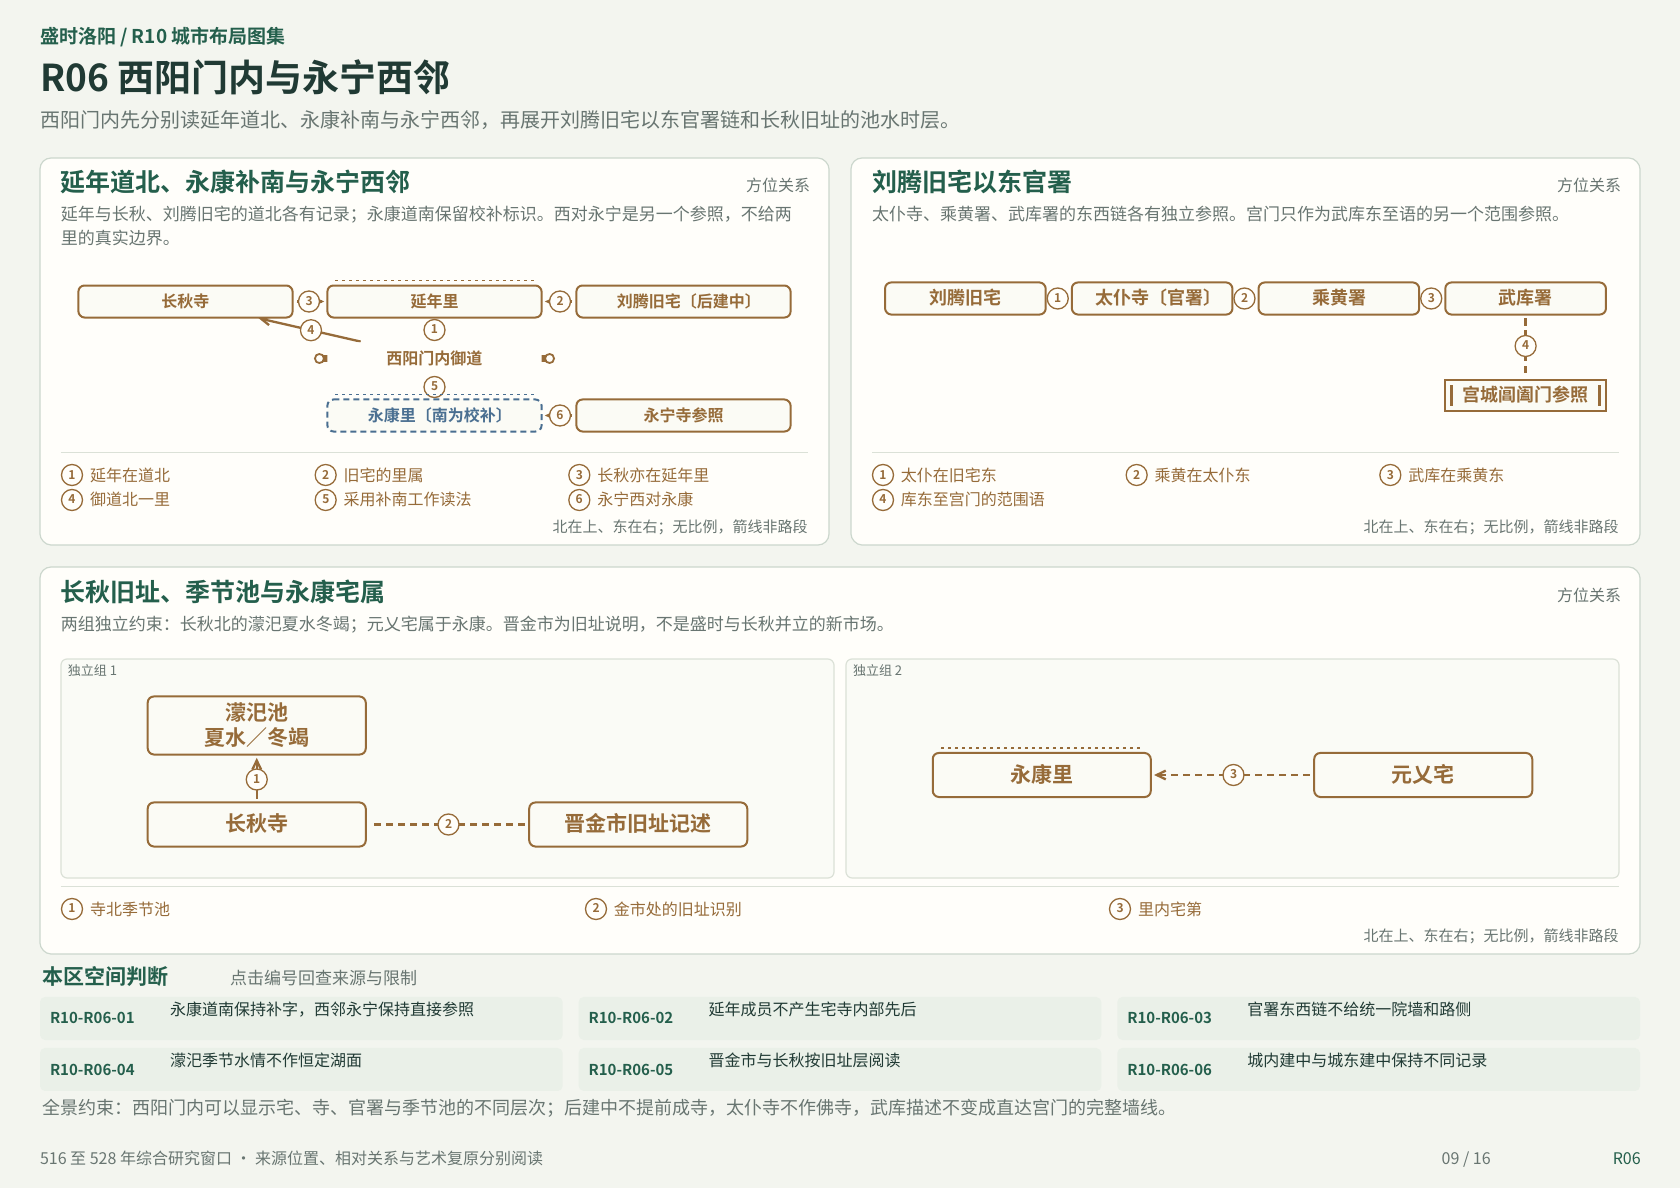 盛时洛阳 / R10 城市布局图集
R06 西阳门内与永宁西邻
西阳门内先分别读延年道北、永康补南与永宁西邻，再展开刘腾旧宅以东官署链和长秋旧址的池水时层。
延年道北、永康补南与永宁西邻
方位关系
延年与长秋、刘腾旧宅的道北各有记录；永康道南保留校补标识。西对永宁是另一个参照，不给两
里的真实边界。
长秋寺
3
延年里
2
刘腾旧宅〔后建中〕
4
1
西阳门内御道
5
永康里〔南为校补〕
6
永宁寺参照
1 延年在道北
2 旧宅的里属
3 长秋亦在延年里
4 御道北一里
5 采用补南工作读法
6 永宁西对永康
北在上、东在右；无比例，箭线非路段
刘腾旧宅以东官署
方位关系
太仆寺、乘黄署、武库署的东西链各有独立参照。宫门只作为武库东至语的另一个范围参照。
刘腾旧宅
1
太仆寺〔官署〕
2
乘黄署
3
武库署
4
宫城阊阖门参照
1 太仆在旧宅东
2 乘黄在太仆东
3 武库在乘黄东
4 库东至宫门的范围语
北在上、东在右；无比例，箭线非路段
长秋旧址、季节池与永康宅属
方位关系
两组独立约束：长秋北的濛汜夏水冬竭；元乂宅属于永康。晋金市为旧址说明，不是盛时与长秋并立的新市场。
独立组 1
濛汜池
夏水／冬竭
1
长秋寺
2
晋金市旧址记述
独立组 2
永康里
3
元乂宅
1 寺北季节池
2 金市处的旧址识别
3 里内宅第
北在上、东在右；无比例，箭线非路段
本区空间判断
点击编号回查来源与限制
R10-R06-01 永康道南保持补字，西邻永宁保持直接参照
R10-R06-02 延年成员不产生宅寺内部先后
R10-R06-03 官署东西链不给统一院墙和路侧
R10-R06-04 濛汜季节水情不作恒定湖面
R10-R06-05 晋金市与长秋按旧址层阅读
R10-R06-06 城内建中与城东建中保持不同记录
全景约束：西阳门内可以显示宅、寺、官署与季节池的不同层次；后建中不提前成寺，太仆寺不作佛寺，武库描述不变成直达宫门的完整墙线。
516 至 528 年综合研究窗口 · 来源位置、相对关系与艺术复原分别阅读
09 / 16
R06